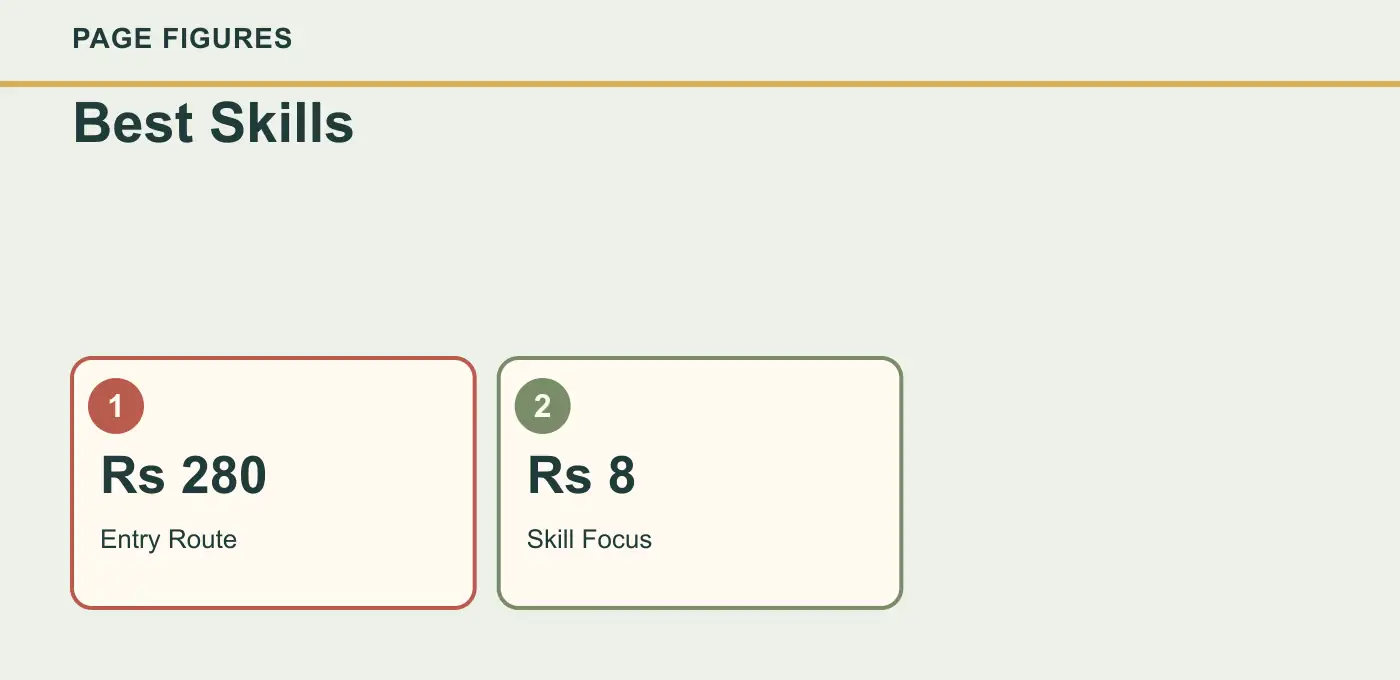 PAGE FIGURES
Best Skills
1
Rs 280
Entry Route
2
Rs 8
Skill Focus